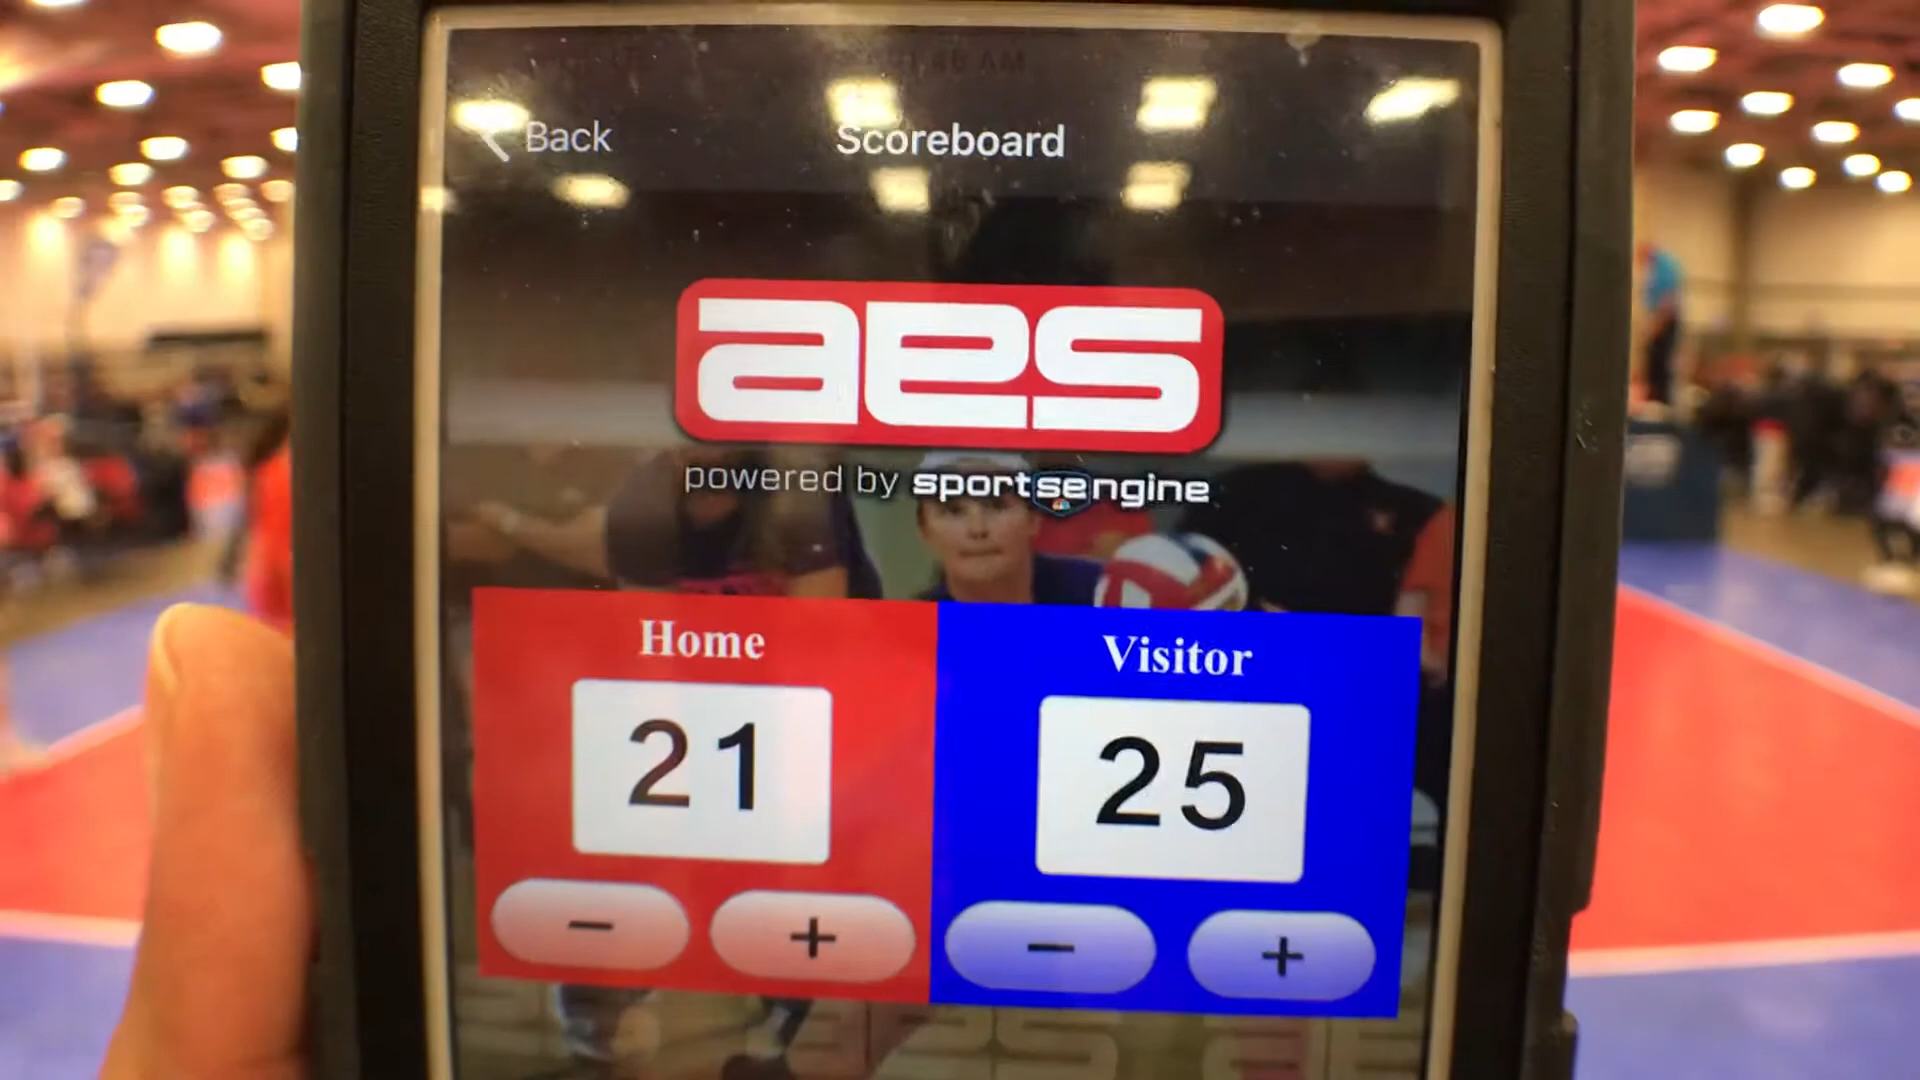 Back
Scoreboard
aes
powered by sportsengine
Home
Visitor
21
25
−
+
−
+